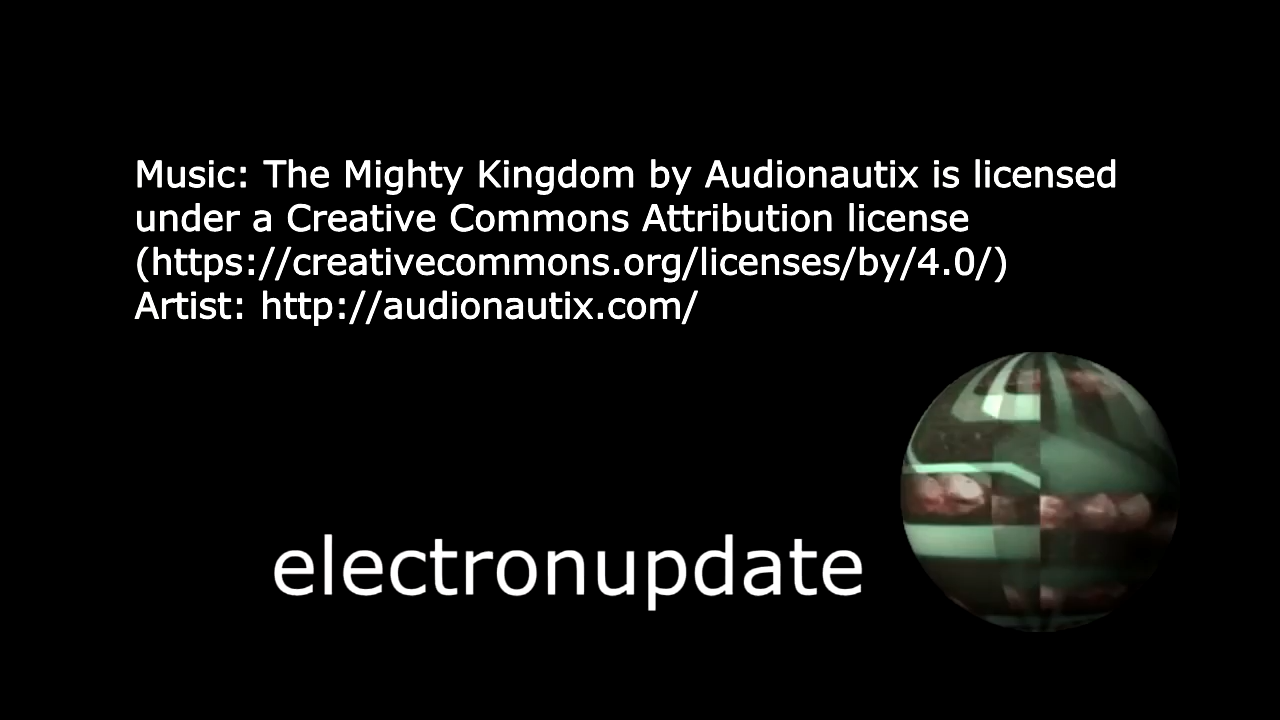 Music: The Mighty Kingdom by Audionautix is licensed
under a Creative Commons Attribution license
(https://creativecommons.org/licenses/by/4.0/)
Artist: http://audionautix.com/
electronupdate